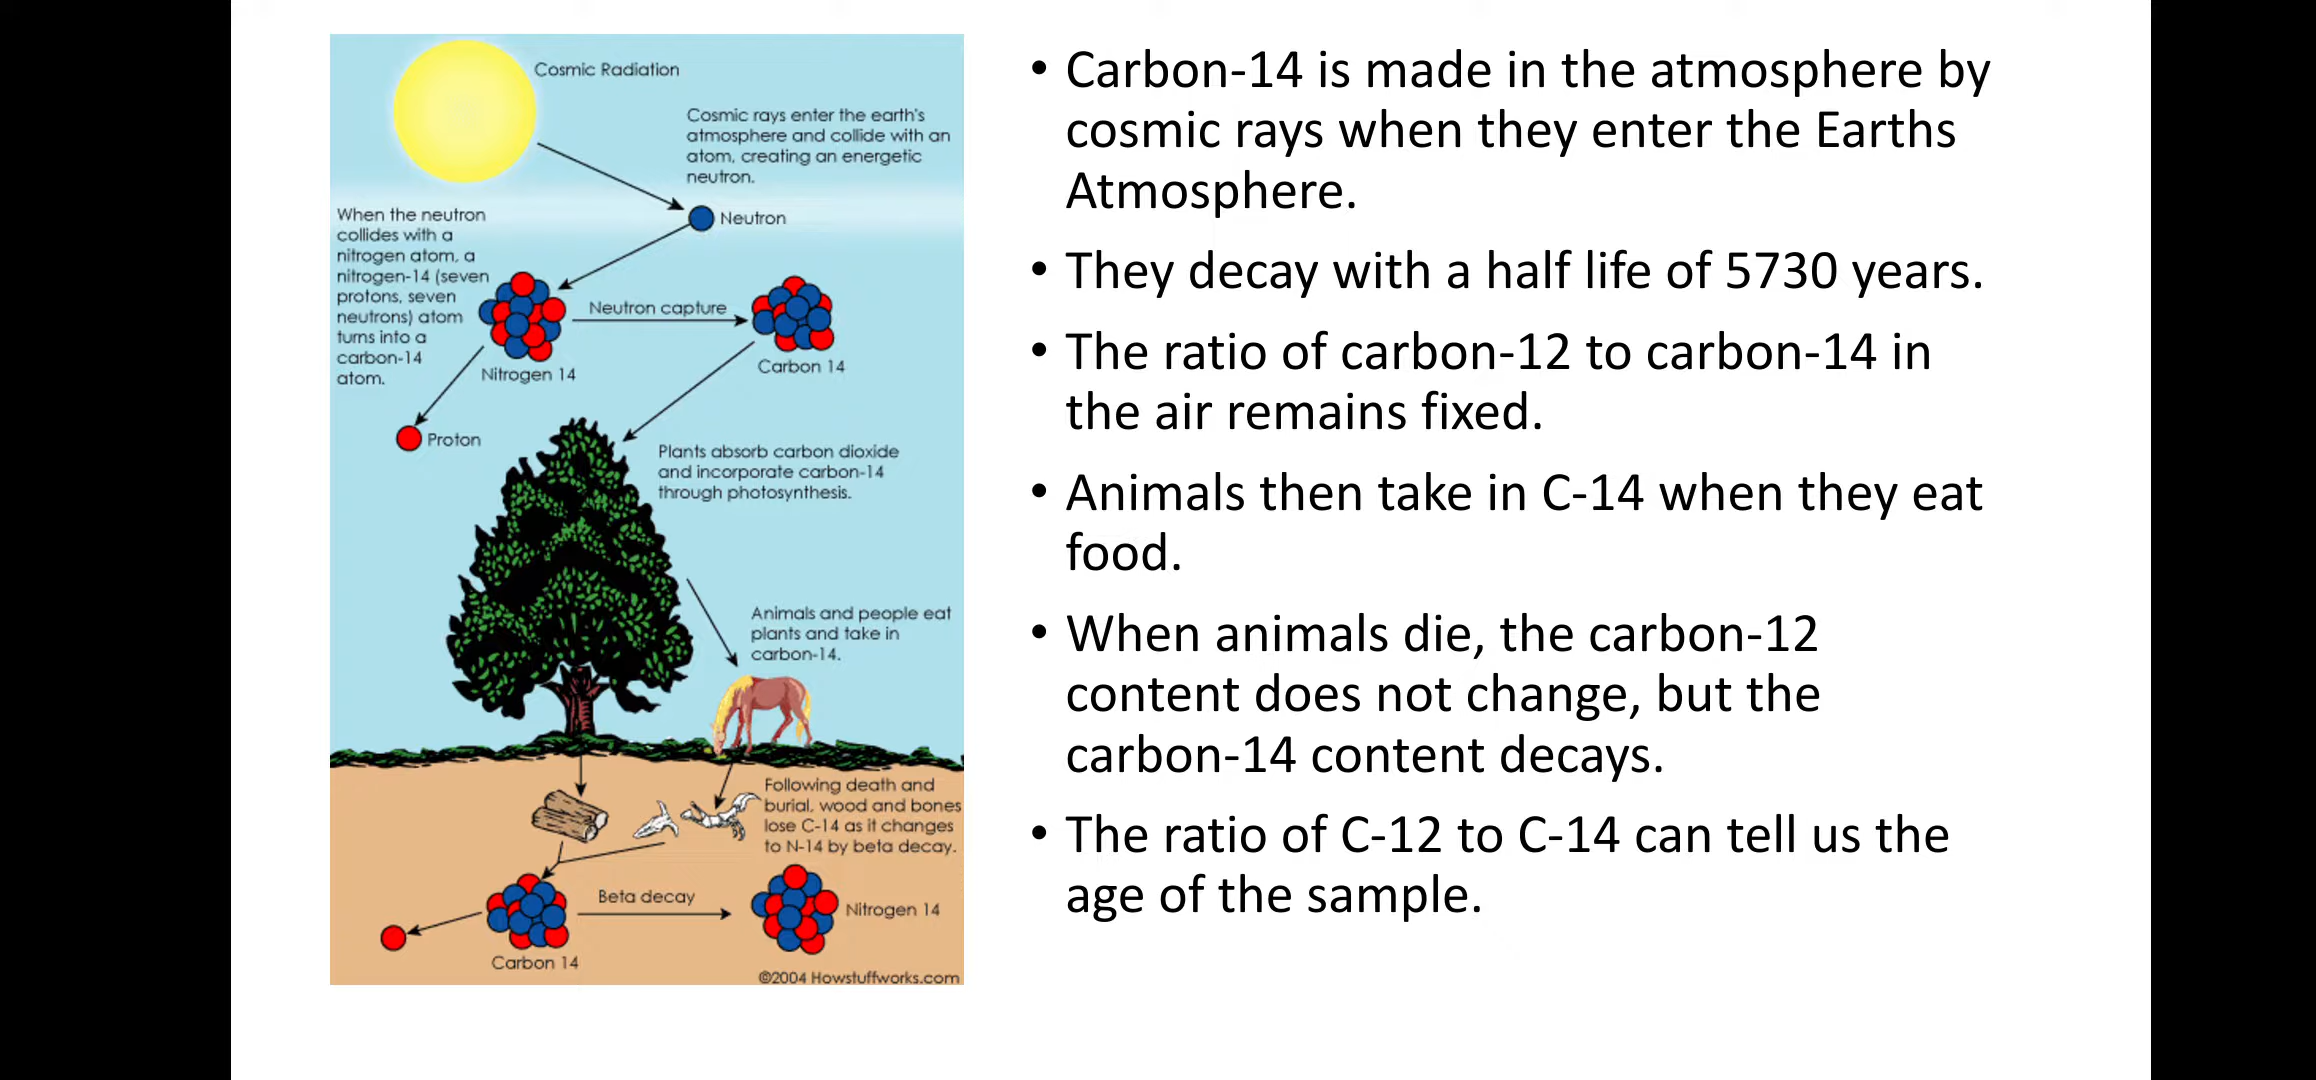 Cosmic Radiation
Cosmic rays enter the earth's
atmosphere and collide with an
atom, creating an energetic
neutron.
Neutron
When the neutron
collides with a
nitrogen atom, a
nitrogen-14 (seven
protons, seven
neutrons) atom
turns into a
carbon-14
atom.
Neutron capture
Nitrogen 14
Carbon 14
Proton
Plants absorb carbon dioxide
and incorporate carbon-14
through photosynthesis.
Animals and people eat
plants and take in
carbon-14.
Following death and
burial, wood and bones
lose C-14 as it changes
to N-14 by beta decay.
Beta decay
Nitrogen 14
Carbon 14
©2004 Howstuffworks.com
• Carbon-14 is made in the atmosphere by
cosmic rays when they enter the Earths
Atmosphere.
• They decay with a half life of 5730 years.
• The ratio of carbon-12 to carbon-14 in
the air remains fixed.
• Animals then take in C-14 when they eat
food.
• When animals die, the carbon-12
content does not change, but the
carbon-14 content decays.
• The ratio of C-12 to C-14 can tell us the
age of the sample.